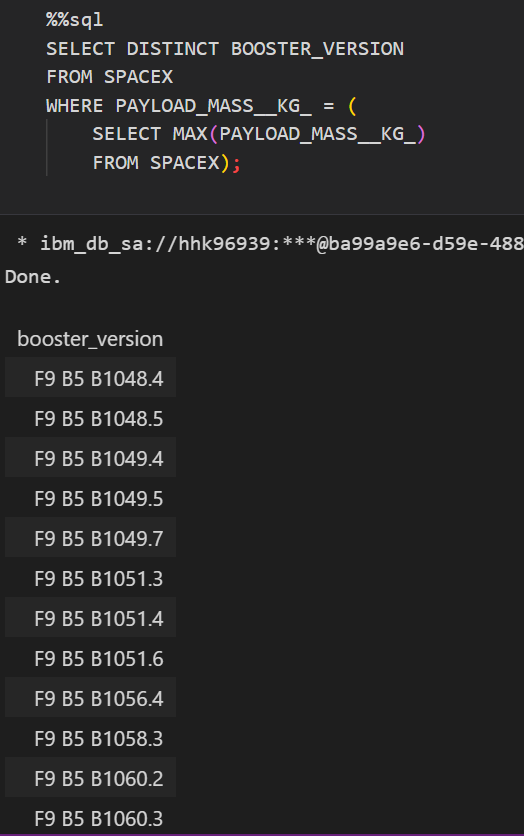 %%sql
SELECT DISTINCT BOOSTER_VERSION
FROM SPACEX
WHERE PAYLOAD_MASS__KG_ = (
SELECT MAX(PAYLOAD_MASS__KG_)
FROM SPACEX);
* ibm_db_sa://hhk96939:***@ba99a9e6-d59e-488
Done.
booster_version
F9 B5 B1048.4
F9 B5 B1048.5
F9 B5 B1049.4
F9 B5 B1049.5
F9 B5 B1049.7
F9 B5 B1051.3
F9 B5 B1051.4
F9 B5 B1051.6
F9 B5 B1056.4
F9 B5 B1058.3
F9 B5 B1060.2
F9 B5 B1060.3